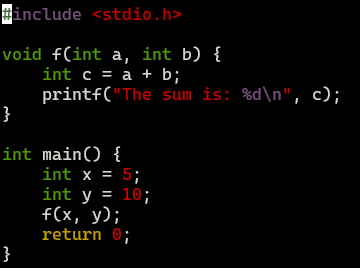 #include <stdio.h>

void f(int a, int b) {
    int c = a + b;
    printf("The sum is: %d\n", c);
}

int main() {
    int x = 5;
    int y = 10;
    f(x, y);
    return 0;
}